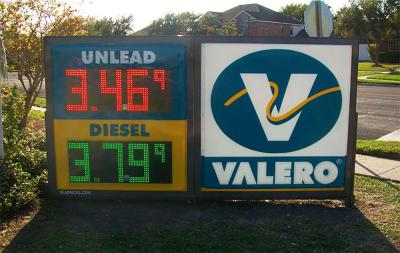 UNLEAD
3.46 9
DIESEL
3.79 9
VALERO®